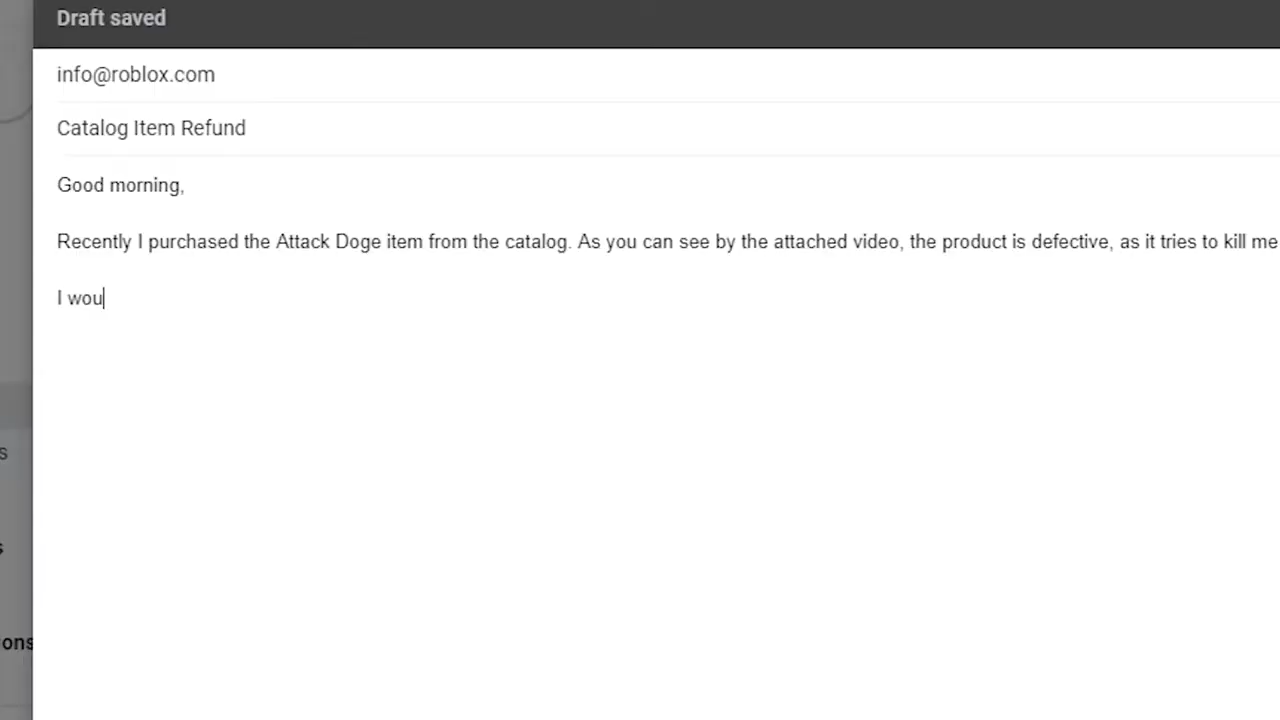 Draft saved
info@roblox.com
Catalog Item Refund
Good morning,
Recently I purchased the Attack Doge item from the catalog. As you can see by the attached video, the product is defective, as it tries to kill me
I wou
s
s
ons